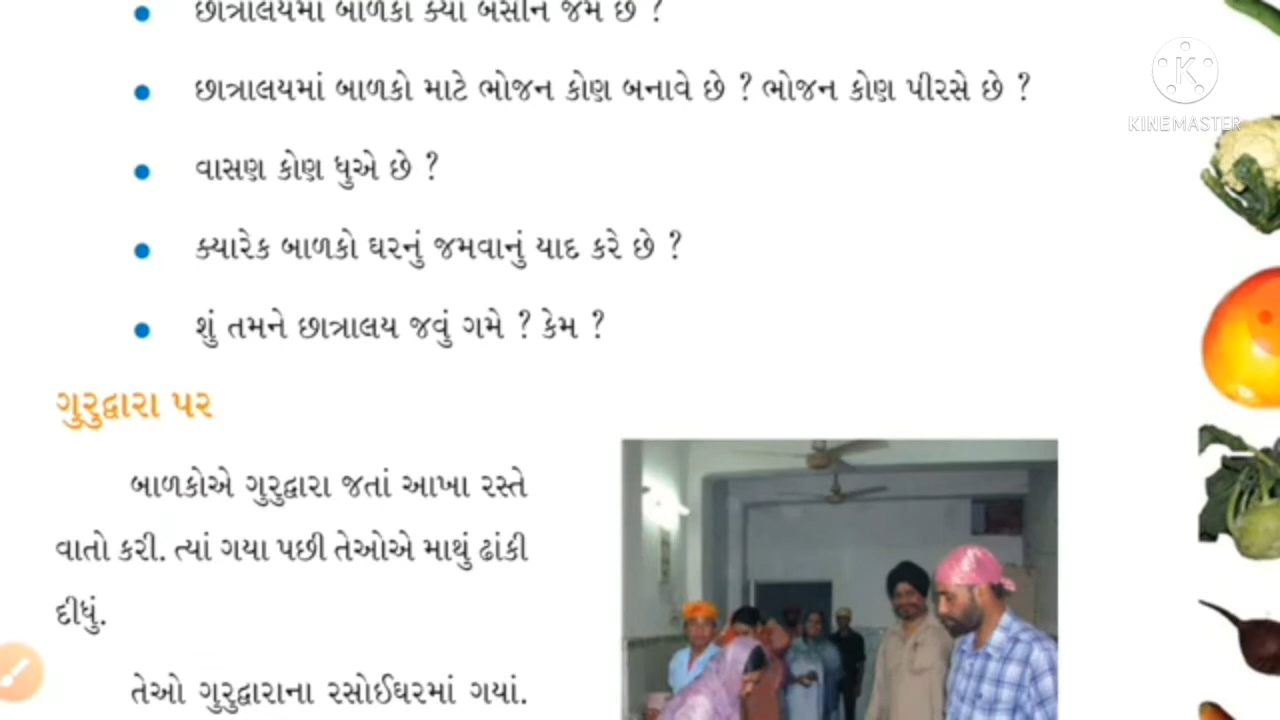 છાત્રાલયમાં બાળકો ક્યાં બેસીને જમે છે ?
છાત્રાલયમાં બાળકો માટે ભોજન કોણ બનાવે છે ? ભોજન કોણ પીરસે છે ?
KINEMASTER
વાસણ કોણ ધુએ છે ?
ક્યારેક બાળકો ઘરનું જમવાનું યાદ કરે છે ?
શું તમને છાત્રાલય જવું ગમે ? કેમ ?
ગુરુદ્વારા પર
બાળકોએ ગુરુદ્વારા જતાં આખા રસ્તે
વાતો કરી. ત્યાં ગયા પછી તેઓએ માથું ઢાંકી
દીધું.
તેઓ ગુરુદ્વારાના રસોઈઘરમાં ગયાં.